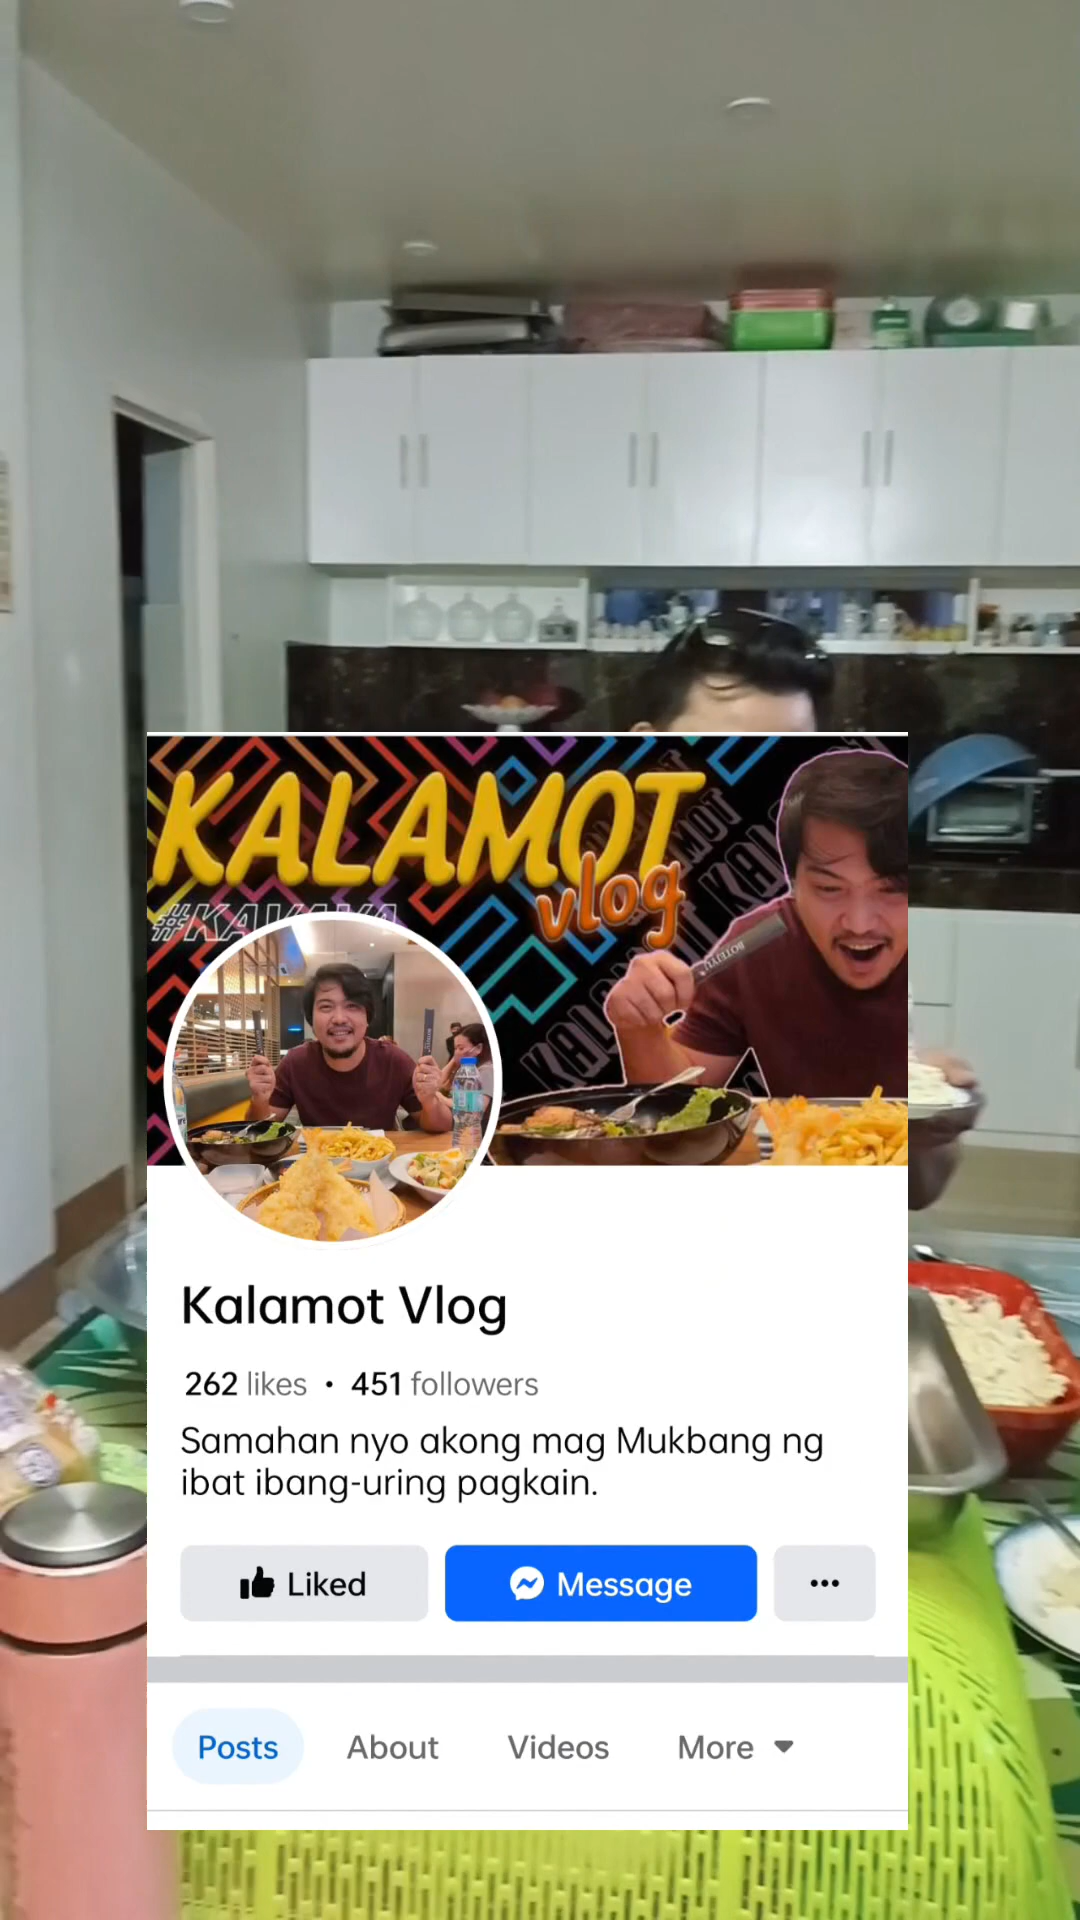 KALAMOT
vlog
Kalamot Vlog
262 likes • 451 followers
Samahan nyo akong mag Mukbang ng
ibat ibang-uring pagkain.
Liked
Message
Posts
About
Videos
More